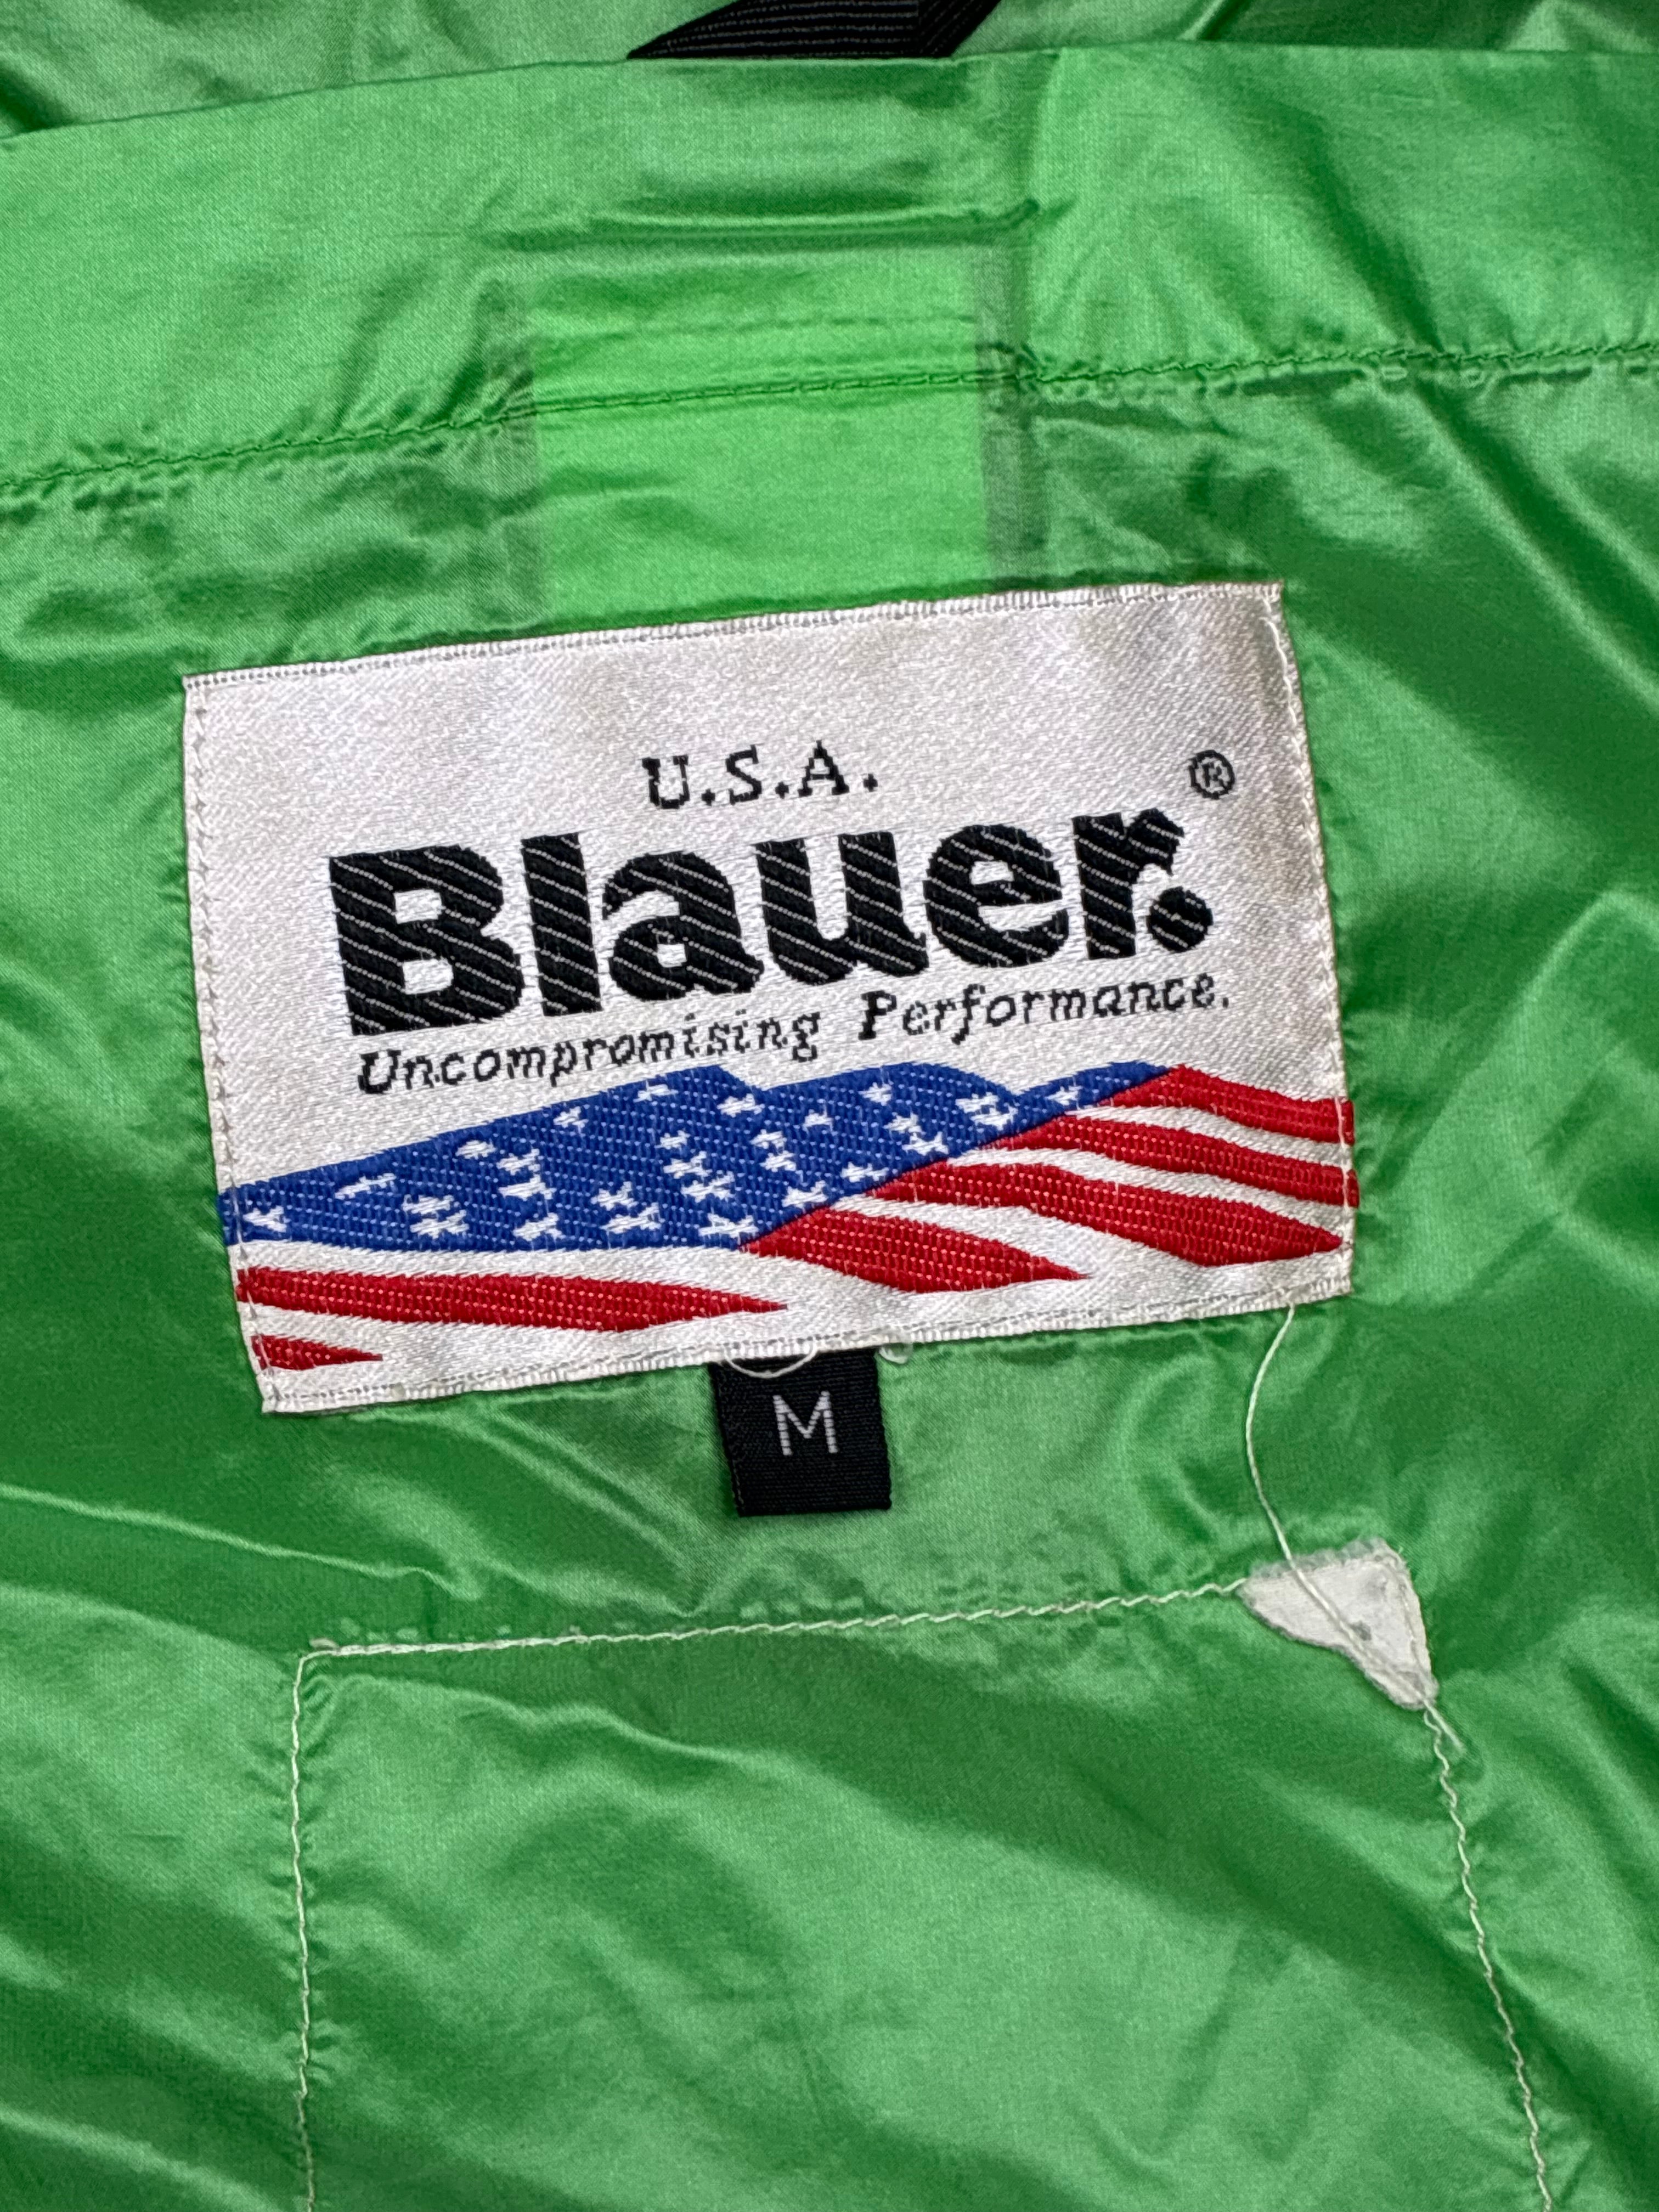 U.S.A.
Blauer.®
Uncompromising Performance.
M